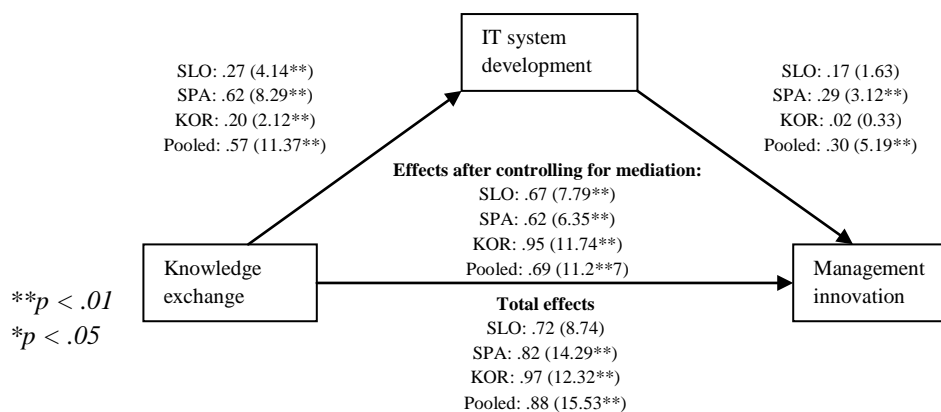 IT system
development
SLO: .27 (4.14**)
SPA: .62 (8.29**)
KOR: .20 (2.12**)
Pooled: .57 (11.37**)
SLO: .17 (1.63)
SPA: .29 (3.12**)
KOR: .02 (0.33)
Pooled: .30 (5.19**)
Effects after controlling for mediation:
SLO: .67 (7.79**)
SPA: .62 (6.35**)
KOR: .95 (11.74**)
Pooled: .69 (11.2**7)
Knowledge
exchange
Management
innovation
**p < .01
*p < .05
Total effects
SLO: .72 (8.74)
SPA: .82 (14.29**)
KOR: .97 (12.32**)
Pooled: .88 (15.53**)